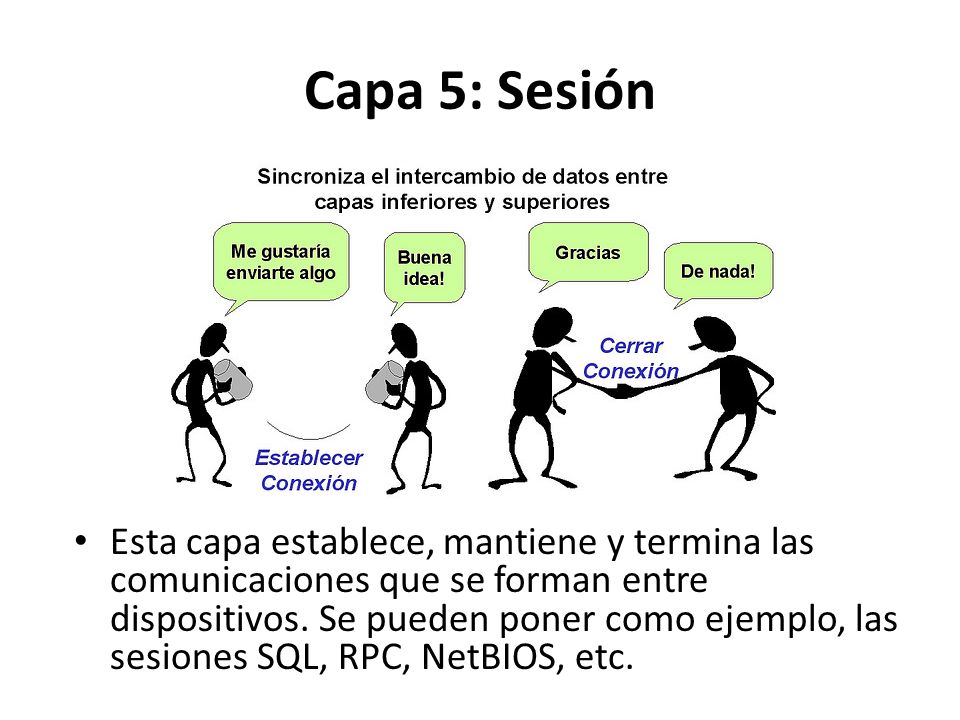 Capa 5: Sesión
Sincroniza el intercambio de datos entre
capas inferiores y superiores
Me gustaría
enviarte algo
Buena
idea!
Gracias
De nada!
Establecer
Conexión
Cerrar
Conexión
• Esta capa establece, mantiene y termina las
comunicaciones que se forman entre
dispositivos. Se pueden poner como ejemplo, las
sesiones SQL, RPC, NetBIOS, etc.